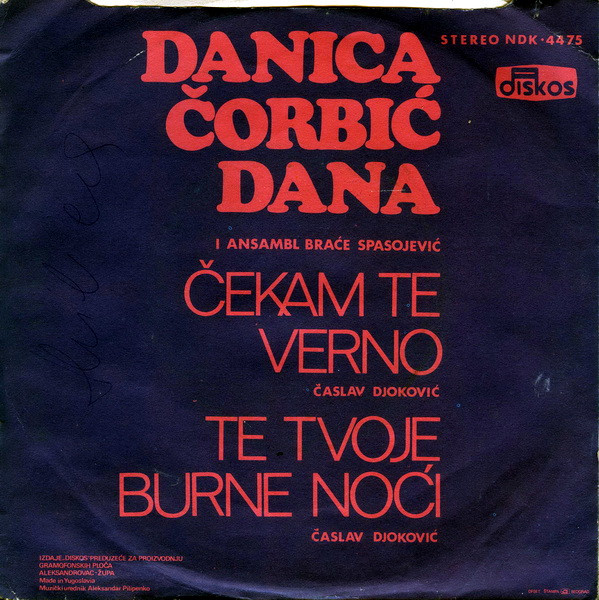 DANICA
ČORBIĆ
DANA
STEREO NDK-4475
diskos
I ANSAMBL BRAĆE SPASOJEVIĆ
ČEKAM TE
VERNO
ČASLAV DJOKOVIĆ
TE TVOJE
BURNE NOĆI
ČASLAV DJOKOVIĆ
IZDAJE „DISKOS" PREDUZEĆE ZA PROIZVODNJU
GRAMOFONSKIH PLOČA
ALEKSANDROVAC - ŽUPA
Made in Yugoslavia
Muzički urednik: Aleksandar Pilipenko